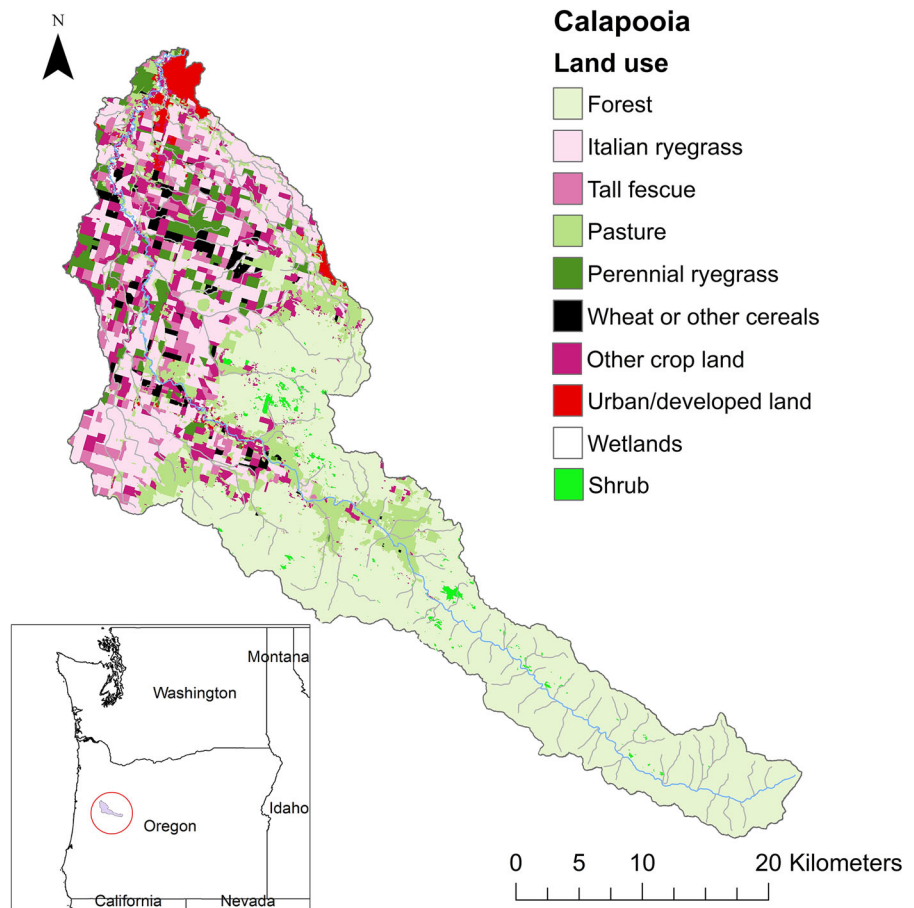 N
Calapooia
Land use
Forest
Italian ryegrass
Tall fescue
Pasture
Perennial ryegrass
Wheat or other cereals
Other crop land
Urban/developed land
Wetlands
Shrub
Montana
Washington
Idaho
Oregon
California Nevada
0 5 10 20 Kilometers